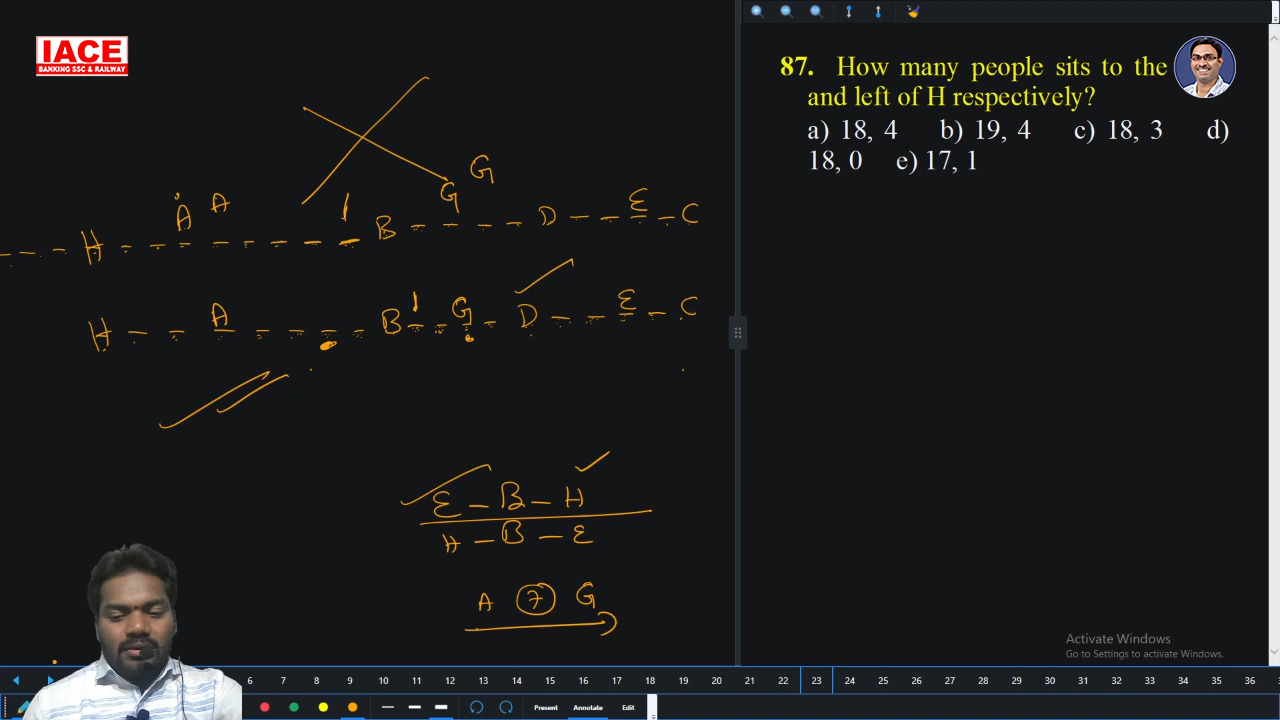 IACE
BANKING SSC & RAILWAY
G
A A G E
H B D C
A B G D E C
H
E - B - H
H - B - E
A 7 G
87. How many people sits to the
and left of H respectively?
a) 18, 4 b) 19, 4 c) 18, 3 d)
18, 0 e) 17, 1
Activate Windows
Go to Settings to activate Windows.
6 7 8 9 10 11 12 13 14 15 16 17 18 19 20 21 22 23 24 25 26 27 28 29 30 31 32 33 34 35 36
Present Annotate Edit